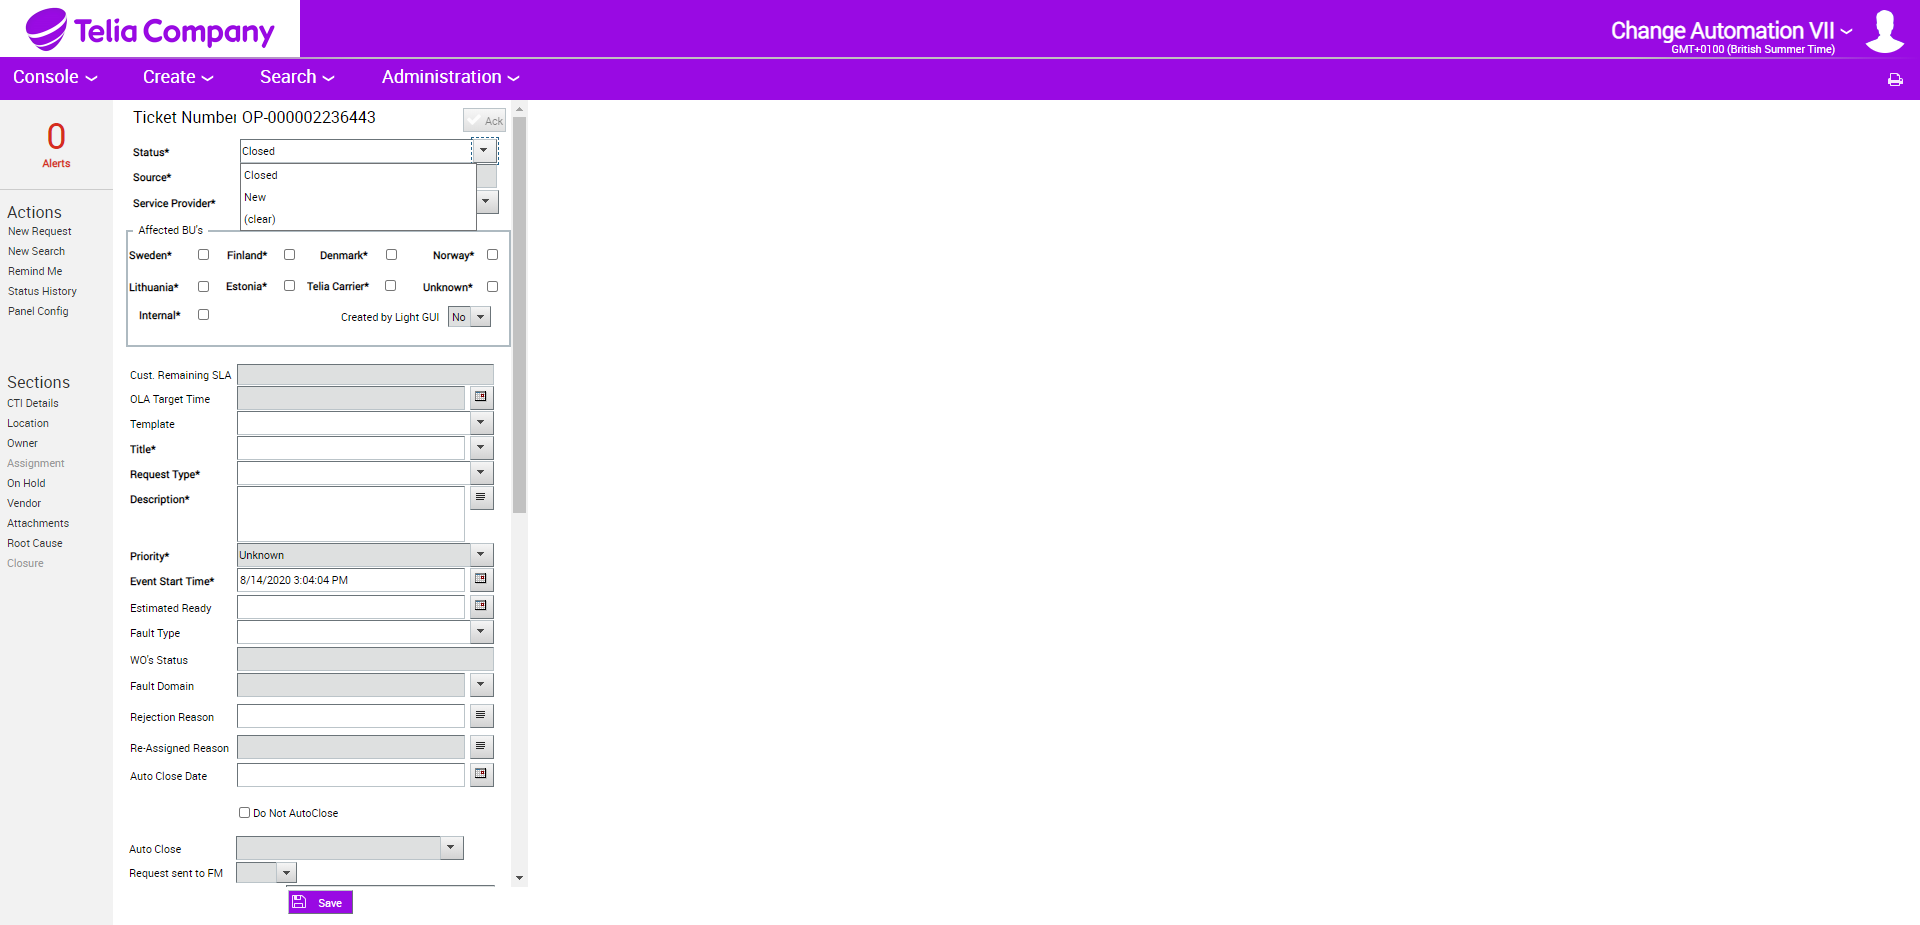 Telia Company
Change Automation VII
GMT+0100 (British Summer Time)
Console
Create
Search
Administration
0
Alerts
Actions
New Request
New Search
Remind Me
Status History
Panel Config
Sections
CTI Details
Location
Owner
Assignment
On Hold
Vendor
Attachments
Root Cause
Closure
Ticket Number OP-000002236443
Ack
Status* Closed
Closed
New
(clear)
Source*
Service Provider*
Affected BU's
Sweden* Finland* Denmark* Norway*
Lithuania* Estonia* Telia Carrier* Unknown*
Internal* Created by Light GUI No
Cust. Remaining SLA
OLA Target Time
Template
Title*
Request Type*
Description*
Priority* Unknown
Event Start Time* 8/14/2020 3:04:04 PM
Estimated Ready
Fault Type
WO's Status
Fault Domain
Rejection Reason
Re-Assigned Reason
Auto Close Date
Do Not AutoClose
Auto Close
Request sent to FM
Save